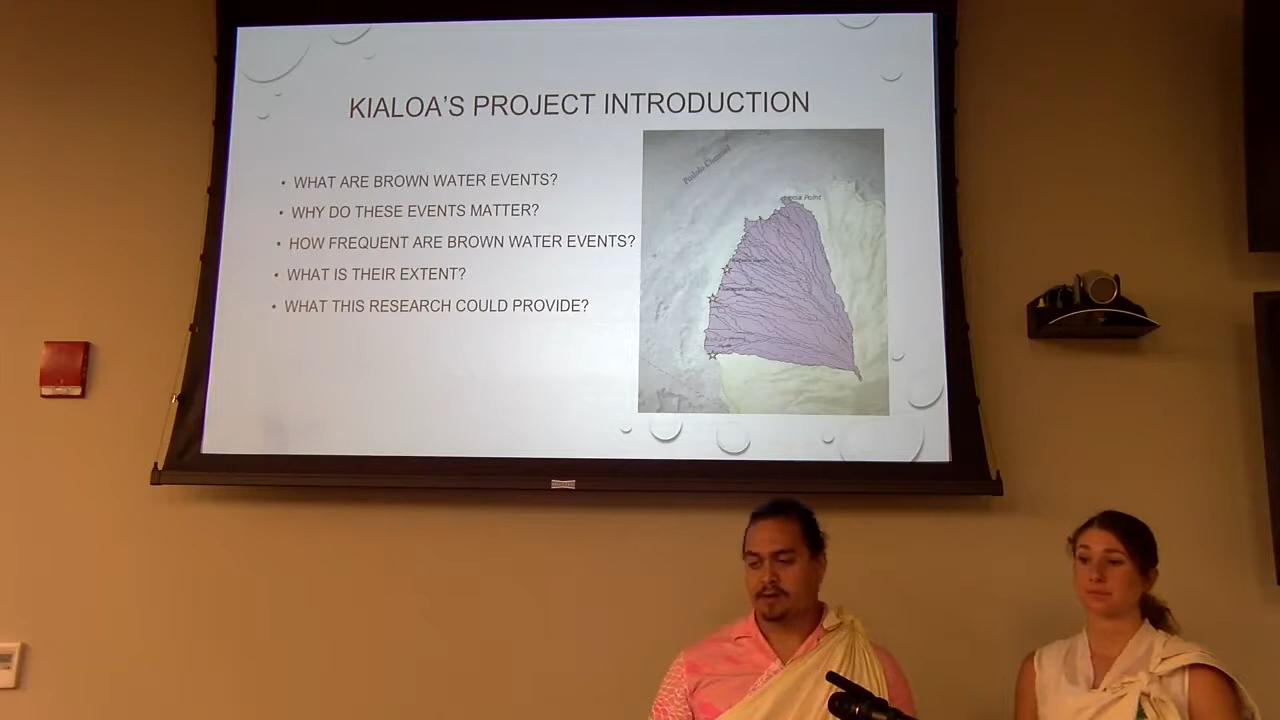 KIALOA'S PROJECT INTRODUCTION
• WHAT ARE BROWN WATER EVENTS?
• WHY DO THESE EVENTS MATTER?
• HOW FREQUENT ARE BROWN WATER EVENTS?
• WHAT IS THEIR EXTENT?
• WHAT THIS RESEARCH COULD PROVIDE?
Pailolo Channel
Point